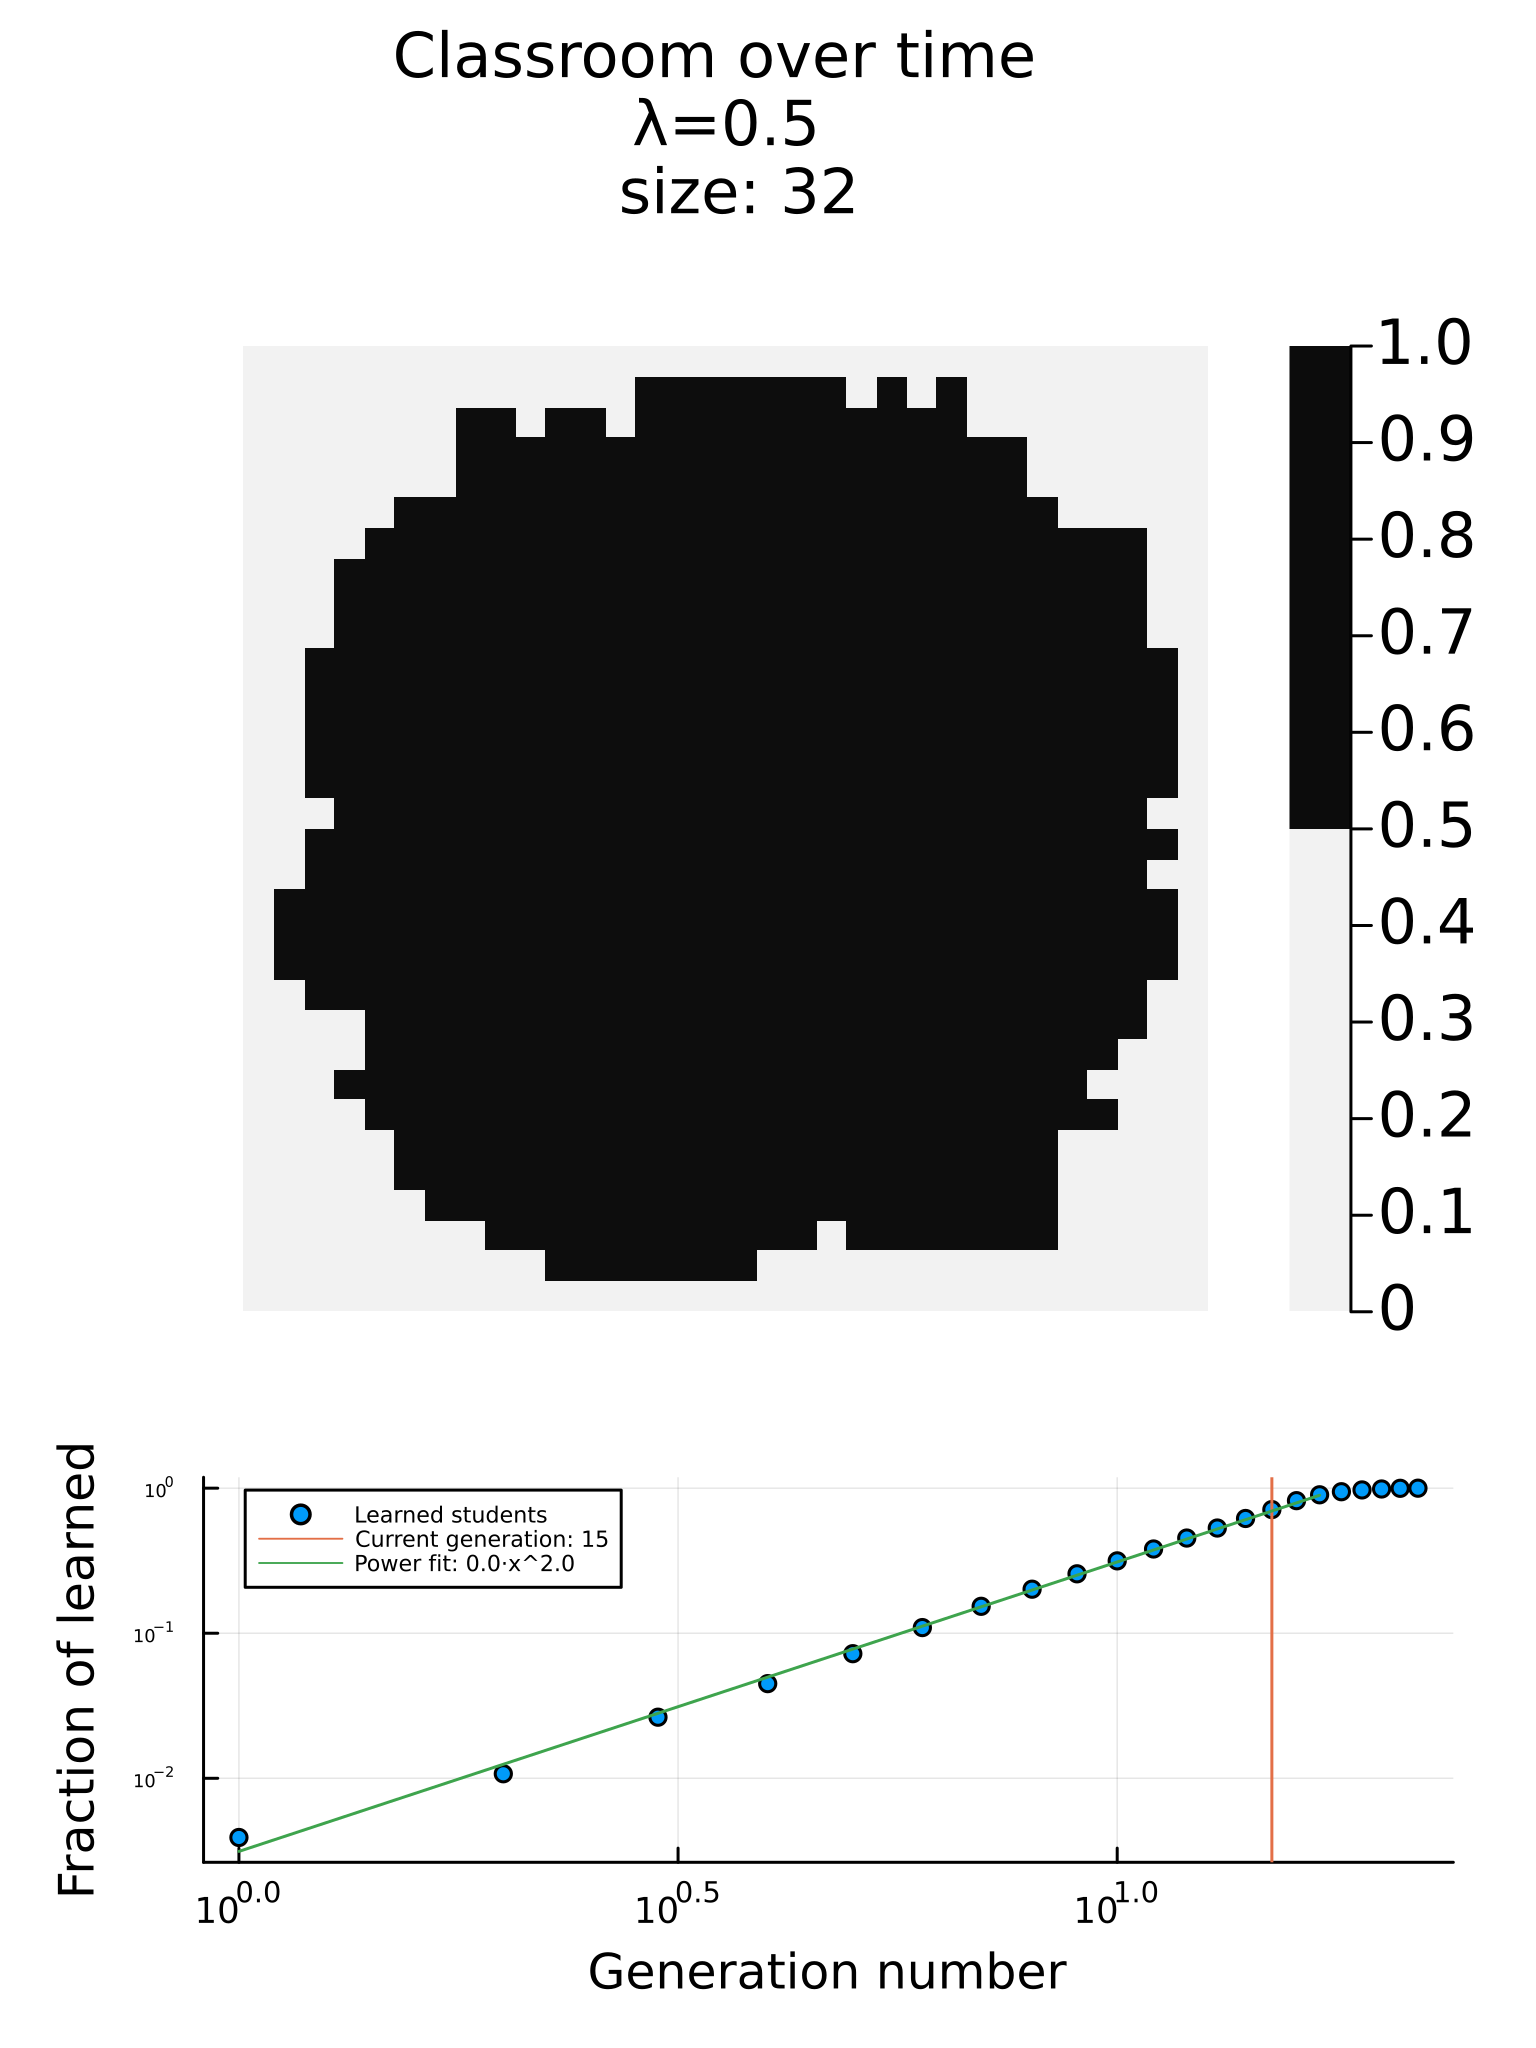 Classroom over time
λ=0.5
size: 32
1.0
0.9
0.8
0.7
0.6
0.5
0.4
0.3
0.2
0.1
0
Fraction of learned
10^0
10^−1
10^−2
Learned students
Current generation: 15
Power fit: 0.0·x^2.0
10^0.0
10^0.5
10^1.0
Generation number